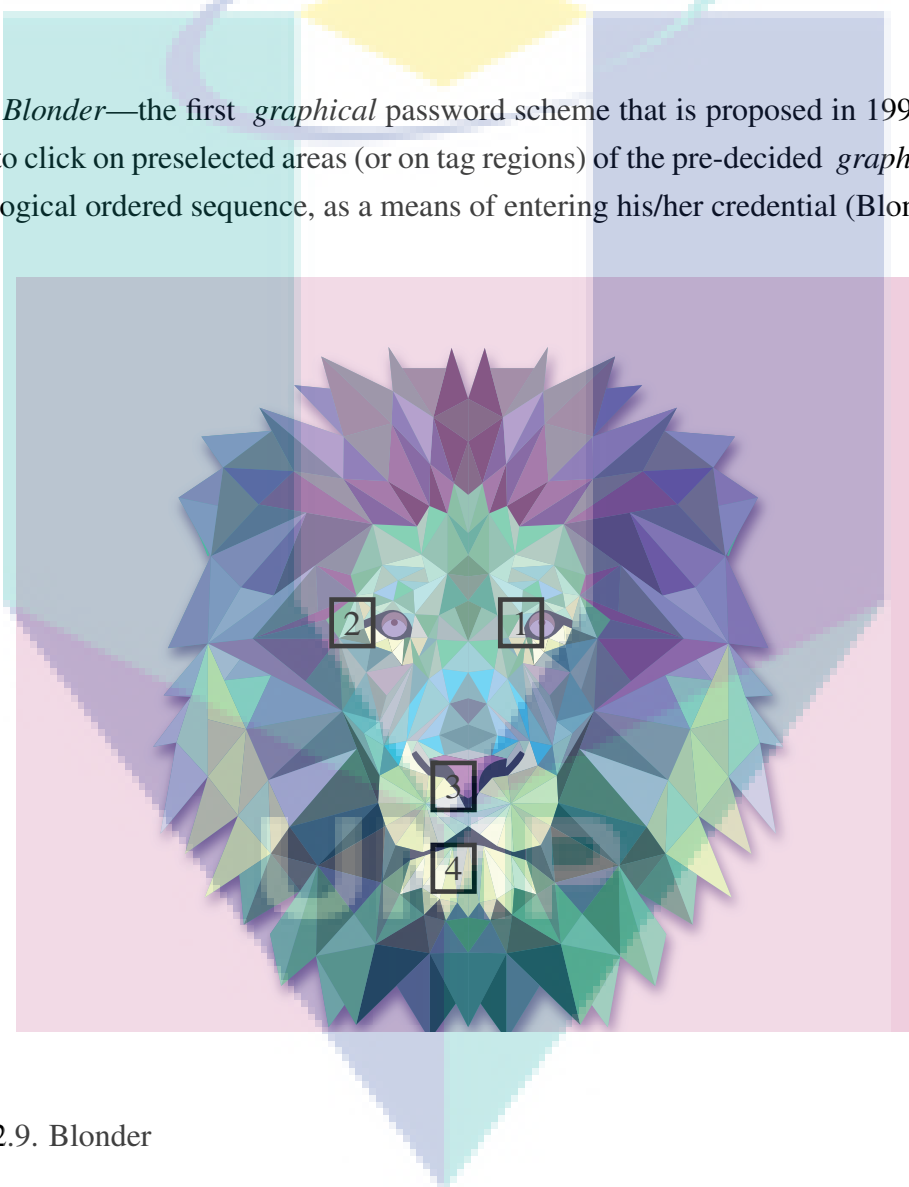 Blonder—the first graphical password scheme that is proposed in 199
to click on preselected areas (or on tag regions) of the pre-decided graph
ogical ordered sequence, as a means of entering his/her credential (Blon
2 1
3
UMP
4
2.9. Blonder